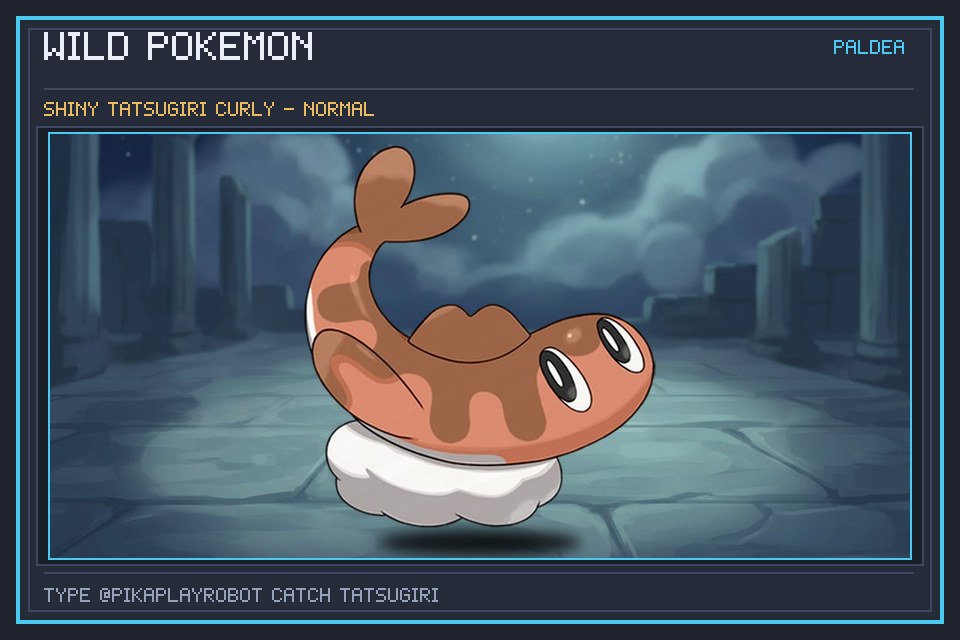 WILD POKEMON
PALDEA
SHINY TATSUGIRI CURLY - NORMAL
TYPE @PIKAPLAYROBOT CATCH TATSUGIRI